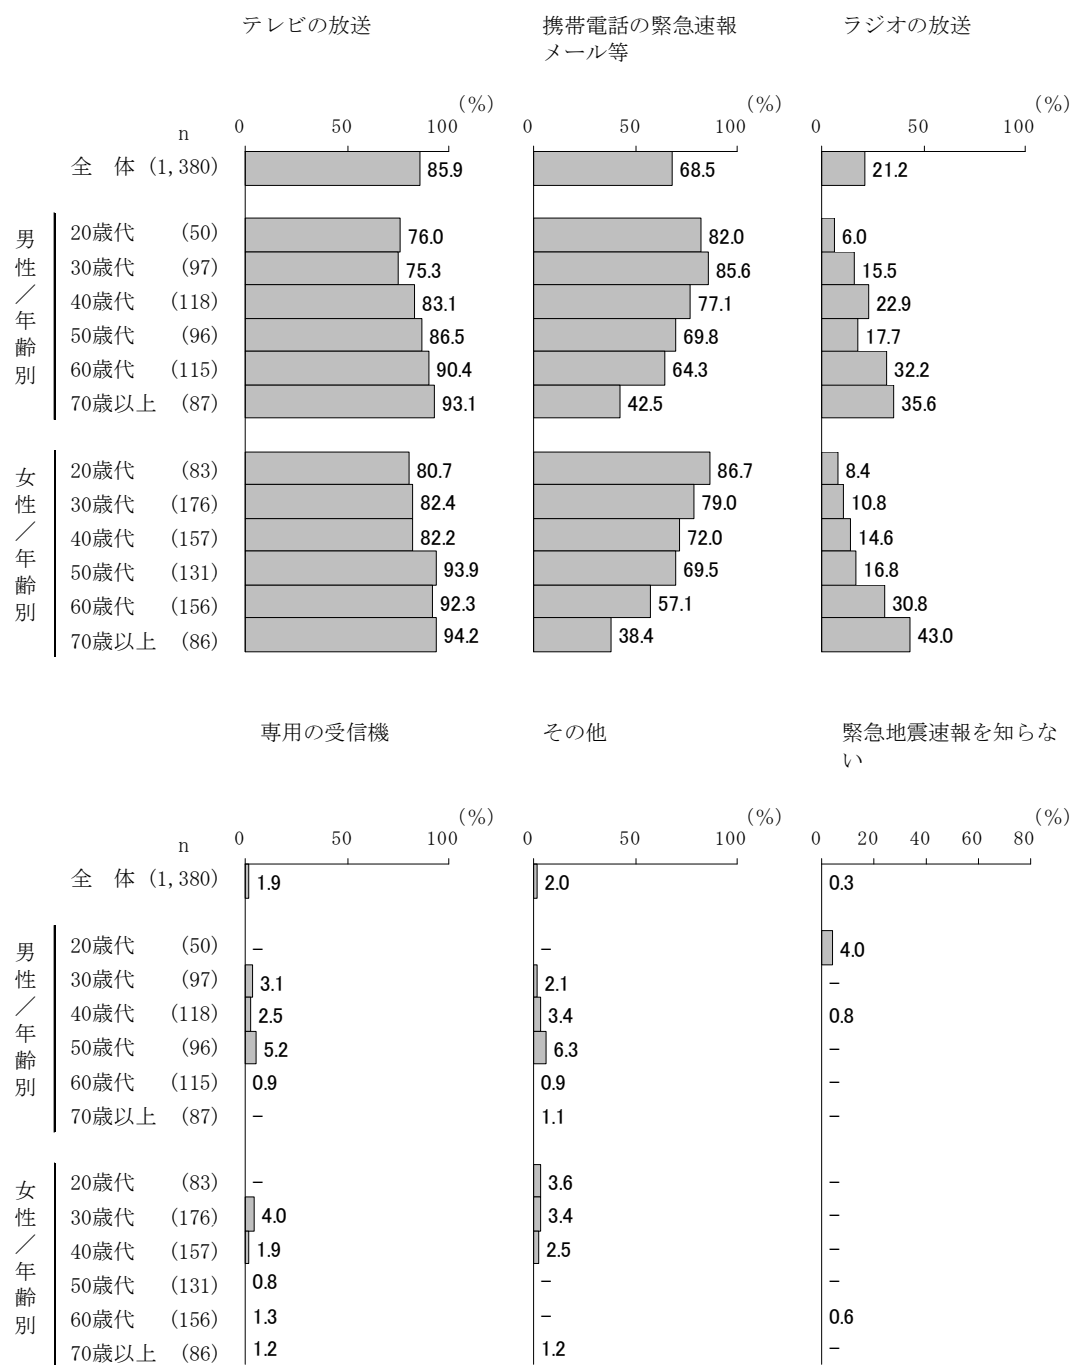 テレビの放送
携帯電話の緊急速報
メール等
ラジオの放送
(%) (%) (%)
n 0 50 100 0 50 100 0 50 100
全 体 (1,380) 85.9 68.5 21.2
男性／年齢別
20歳代 (50) 76.0 82.0 6.0
30歳代 (97) 75.3 85.6 15.5
40歳代 (118) 83.1 77.1 22.9
50歳代 (96) 86.5 69.8 17.7
60歳代 (115) 90.4 64.3 32.2
70歳以上 (87) 93.1 42.5 35.6
女性／年齢別
20歳代 (83) 80.7 86.7 8.4
30歳代 (176) 82.4 79.0 10.8
40歳代 (157) 82.2 72.0 14.6
50歳代 (131) 93.9 69.5 16.8
60歳代 (156) 92.3 57.1 30.8
70歳以上 (86) 94.2 38.4 43.0
専用の受信機
その他
緊急地震速報を知らな
い
(%) (%) (%)
n 0 50 100 0 50 100 0 20 40 60 80
全 体 (1,380) 1.9 2.0 0.3
男性／年齢別
20歳代 (50) − − 4.0
30歳代 (97) 3.1 2.1 −
40歳代 (118) 2.5 3.4 0.8
50歳代 (96) 5.2 6.3 −
60歳代 (115) 0.9 0.9 −
70歳以上 (87) − 1.1 −
女性／年齢別
20歳代 (83) − 3.6 −
30歳代 (176) 4.0 3.4 −
40歳代 (157) 1.9 2.5 −
50歳代 (131) 0.8 − −
60歳代 (156) 1.3 − 0.6
70歳以上 (86) 1.2 1.2 −